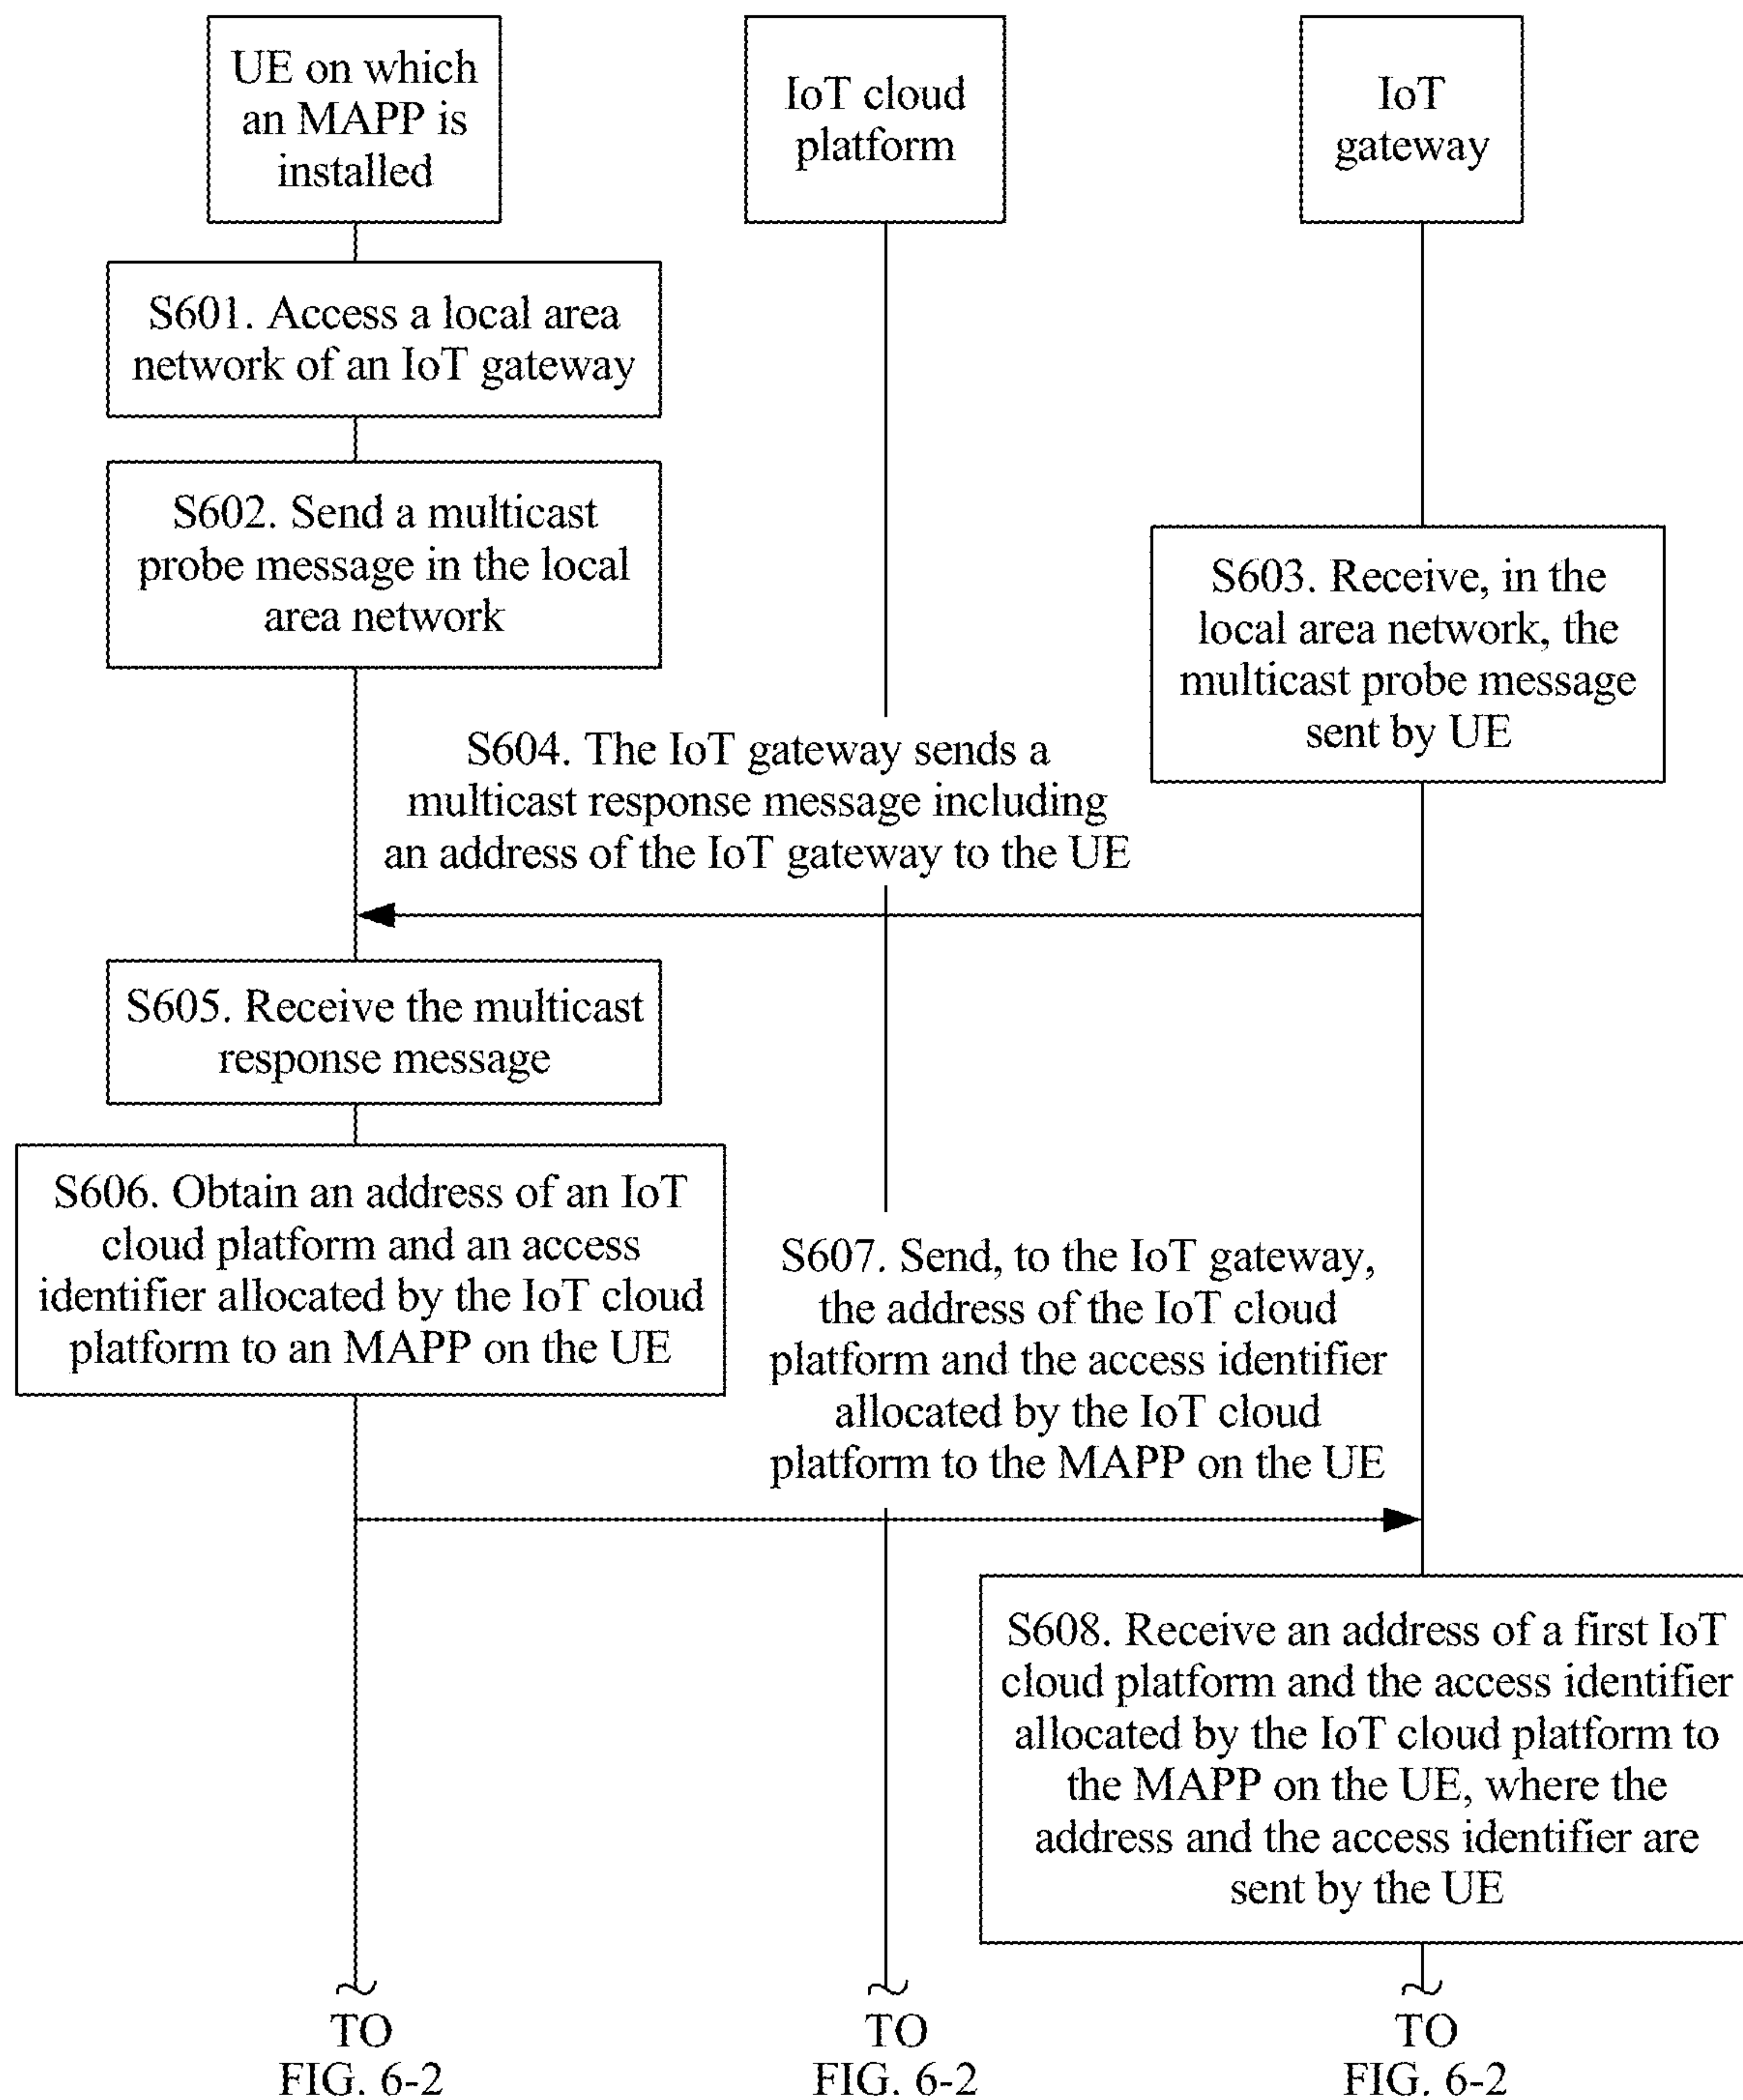 UE on which
an MAPP is
installed
IoT cloud
platform
IoT
gateway
S601. Access a local area
network of an IoT gateway
S602. Send a multicast
probe message in the local
area network
S603. Receive, in the
local area network, the
multicast probe message
sent by UE
S604. The IoT gateway sends a
multicast response message including
an address of the IoT gateway to the UE
S605. Receive the multicast
response message
S606. Obtain an address of an IoT
cloud platform and an access
identifier allocated by the IoT cloud
platform to an MAPP on the UE
S607. Send, to the IoT gateway,
the address of the IoT cloud
platform and the access identifier
allocated by the IoT cloud
platform to the MAPP on the UE
S608. Receive an address of a first IoT
cloud platform and the access identifier
allocated by the IoT cloud platform to
the MAPP on the UE, where the
address and the access identifier are
sent by the UE
TO
FIG. 6-2
TO
FIG. 6-2
TO
FIG. 6-2